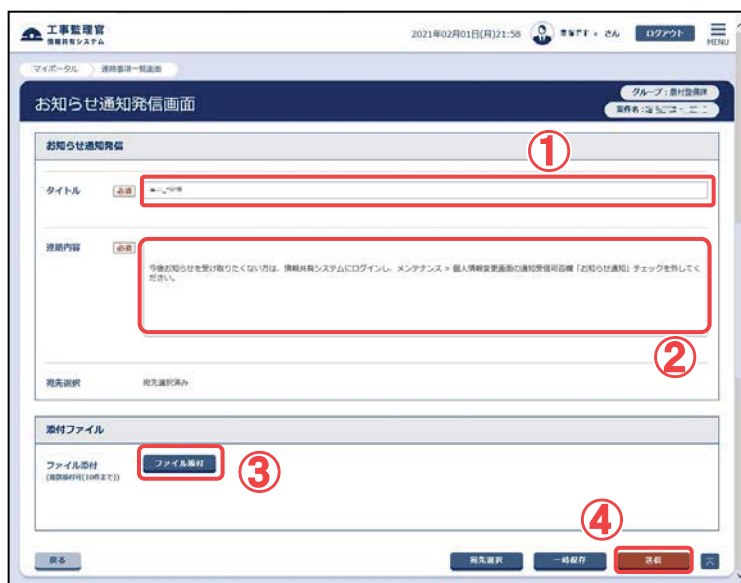 工事監理官
情報共有システム
2021年02月01日(月)21:58
さん
ログアウト
MENU
マイポータル
連絡事項一覧画面
お知らせ通知発信画面
グループ:農村整備課
案件名:
お知らせ通知発信
①
タイトル
必須
連絡内容
必須
今後お知らせを受け取りたくない方は、情報共有システムにログインし、メンテナンス > 個人情報変更画面の通知受信可否欄「お知らせ通知」チェックを外してく
ださい。
②
宛先選択
宛先選択済み
添付ファイル
ファイル添付
(複数添付可(10件まで))
ファイル添付
③
④
戻る
宛先選択
一時保存
送信